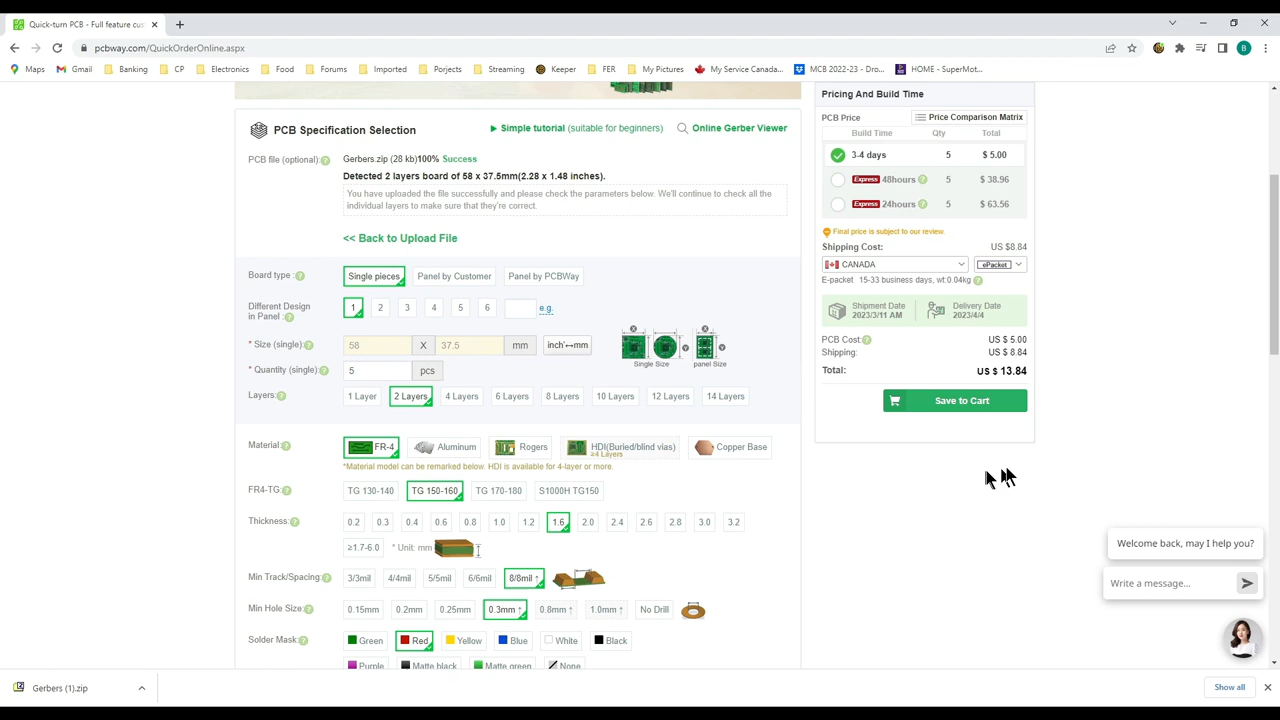 Quick-turn PCB - Full feature cus
pcbway.com/QuickOrderOnline.aspx
B
Maps Gmail Banking CP Electronics Food Forums Imported Porjects Streaming Keeper FER My Pictures My Service Canada... MCB 2022-23 - Dro... HOME - SuperMot...
PCB Specification Selection
Simple tutorial (suitable for beginners)
Online Gerber Viewer
PCB file (optional): ?
Gerbers.zip (28 kb)100% Success
Detected 2 layers board of 58 x 37.5mm(2.28 x 1.48 inches).
You have uploaded the file successfully and please check the parameters below. We'll continue to check all the
individual layers to make sure that they're correct.
<< Back to Upload File
Board type : ? Single pieces Panel by Customer Panel by PCBWay
Different Design
in Panel : ? 1 2 3 4 5 6 e.g.
* Size (single): ? 58 X 37.5 mm inch↔mm
X X
Y Y
Single Size panel Size
* Quantity (single): ? 5 pcs
Layers: ? 1 Layer 2 Layers 4 Layers 6 Layers 8 Layers 10 Layers 12 Layers 14 Layers
Material: ? FR-4 Aluminum Rogers HDI(Buried/blind vias) Copper Base
≥4 Layers
*Material model can be remarked below. HDI is available for 4-layer or more.
FR4-TG: ? TG 130-140 TG 150-160 TG 170-180 S1000H TG150
Thickness: ? 0.2 0.3 0.4 0.6 0.8 1.0 1.2 1.6 2.0 2.4 2.6 2.8 3.0 3.2
≥1.7-6.0 * Unit: mm
Min Track/Spacing: ? 3/3mil 4/4mil 5/5mil 6/6mil 8/8mil ↑
Min Hole Size: ? 0.15mm 0.2mm 0.25mm 0.3mm ↑ 0.8mm ↑ 1.0mm ↑ No Drill
Solder Mask: ? Green Red Yellow Blue White Black
Purple Matte black Matte green None
Pricing And Build Time
PCB Price Price Comparison Matrix
Build Time Qty Total
3-4 days 5 $ 5.00
Express 48hours ? 5 $ 38.96
Express 24hours ? 5 $ 63.56
Final price is subject to our review.
Shipping Cost: US $8.84
CANADA ePacket
E-packet 15-33 business days, wt:0.04kg ?
Shipment Date Delivery Date
2023/3/11 AM 2023/4/4
PCB Cost: ? US $ 5.00
Shipping: US $ 8.84
Total: US $ 13.84
Save to Cart
Welcome back, may I help you?
Write a message...
Gerbers (1).zip
Show all